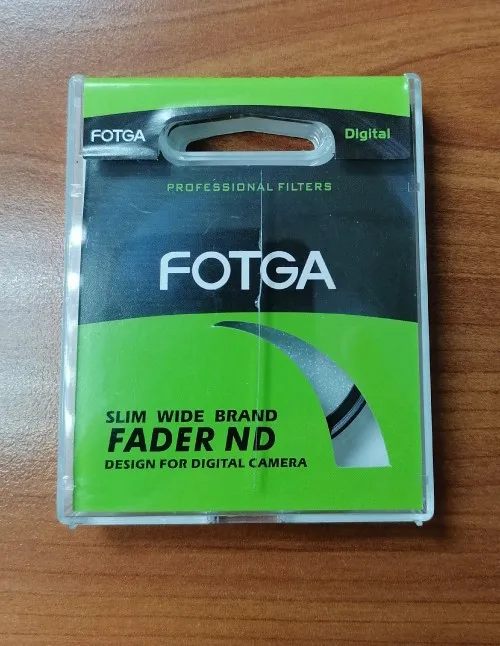 FOTGA
Digital
PROFESSIONAL FILTERS
FOTGA
SLIM WIDE BRAND
FADER ND
DESIGN FOR DIGITAL CAMERA